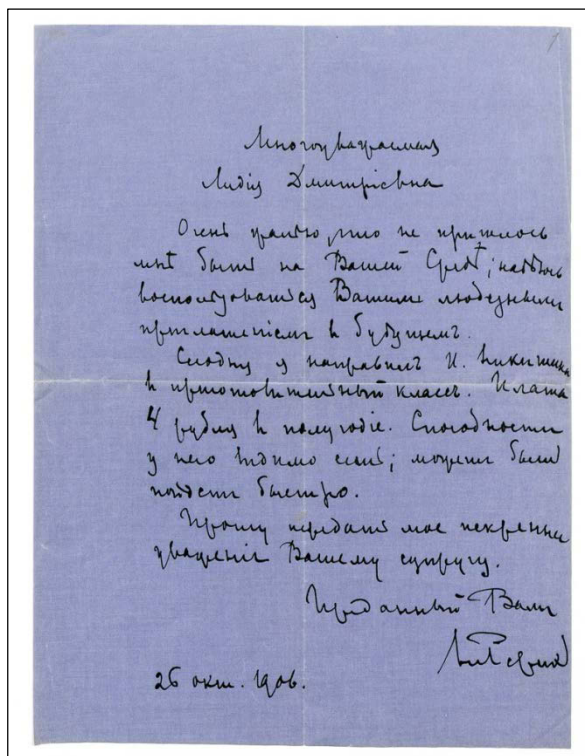 Многоуважаемая
Лидія Дмитріевна
Очень жалѣю, что не пришлось
мнѣ быть на Вашей Средѣ; надѣюсь
воспользоваться Вашимъ любезнымъ
приглашеніемъ въ будущемъ.
Сегодня я направилъ И. Никитина
въ приготовительный классъ. Плата
4 рубля въ полугодіе. Способности
у него видимо есть; можетъ быть
пойдетъ быстро.
Прошу передать мое искреннее
уваженіе Вашему супругу.
Преданный Вамъ
26 окт. 1906.